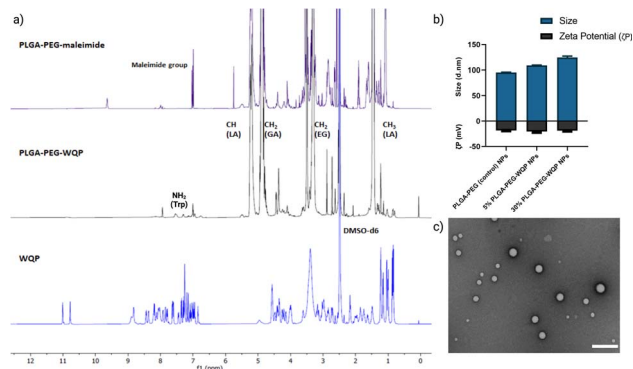 a)
PLGA-PEG-maleimide
Maleimide group
CH
(LA)
CH₂
(GA)
CH₂
(EG)
CH₃
(LA)
PLGA-PEG-WQP
NH₂
(Trp)
DMSO-d6
WQP
12 11 10 9 8 7 6 5 4 3 2 1 0
f1 (ppm)
b)
Size
Zeta Potential (ζP)
Size (d.nm)
ζP (mV)
150
100
50
0
-50
PLGA-PEG (control) NPs
5% PLGA-PEG-WQP NPs
30% PLGA-PEG-WQP NPs
c)